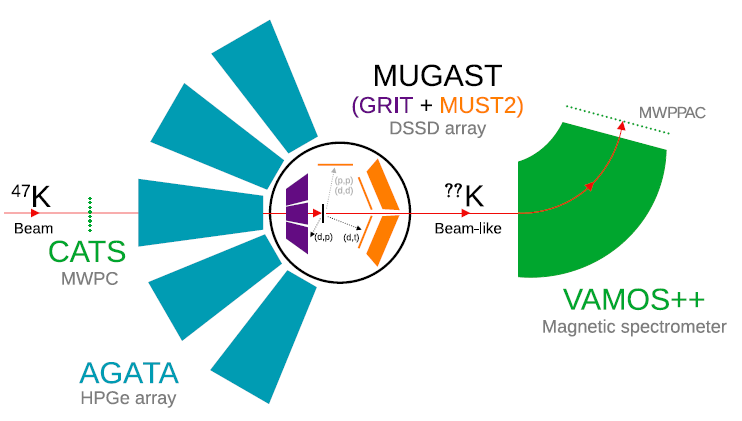 MUGAST
(GRIT + MUST2)
DSSD array
MWPPAC
(p,p)
(d,d)
47K
Beam
??K
Beam-like
(d,p)
(d,t)
CATS
MWPC
VAMOS++
Magnetic spectrometer
AGATA
HPGe array